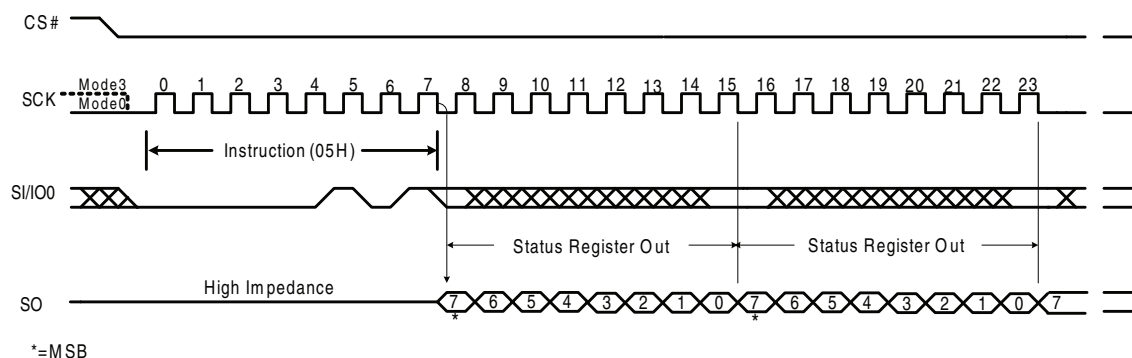 CS#
Mode3
SCK
Mode0
0 1 2 3 4 5 6 7 8 9 10 11 12 13 14 15 16 17 18 19 20 21 22 23
Instruction (05H)
SI/IO0
Status Register Out
Status Register Out
High Impedance
SO
7 6 5 4 3 2 1 0 7 6 5 4 3 2 1 0 7
* *
*=MSB